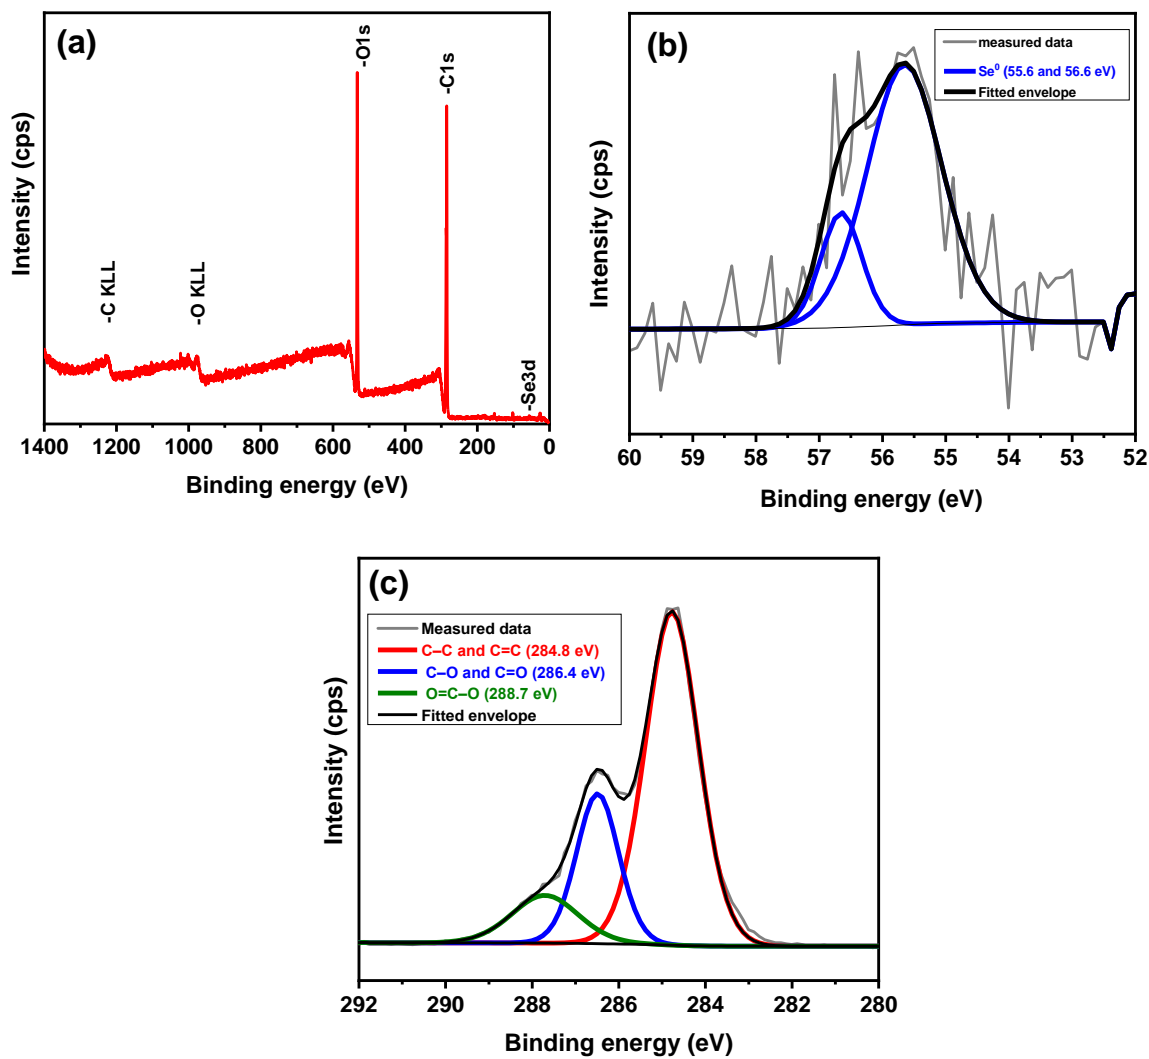 (a)
-O1s
-C1s
-C KLL
-O KLL
-Se3d
Intensity (cps)
1400 1200 1000 800 600 400 200 0
Binding energy (eV)
(b)
measured data
Se⁰ (55.6 and 56.6 eV)
Fitted envelope
Intensity (cps)
60 59 58 57 56 55 54 53 52
Binding energy (eV)
(c)
Measured data
C–C and C=C (284.8 eV)
C–O and C=O (286.4 eV)
O=C–O (288.7 eV)
Fitted envelope
Intensity (cps)
292 290 288 286 284 282 280
Binding energy (eV)